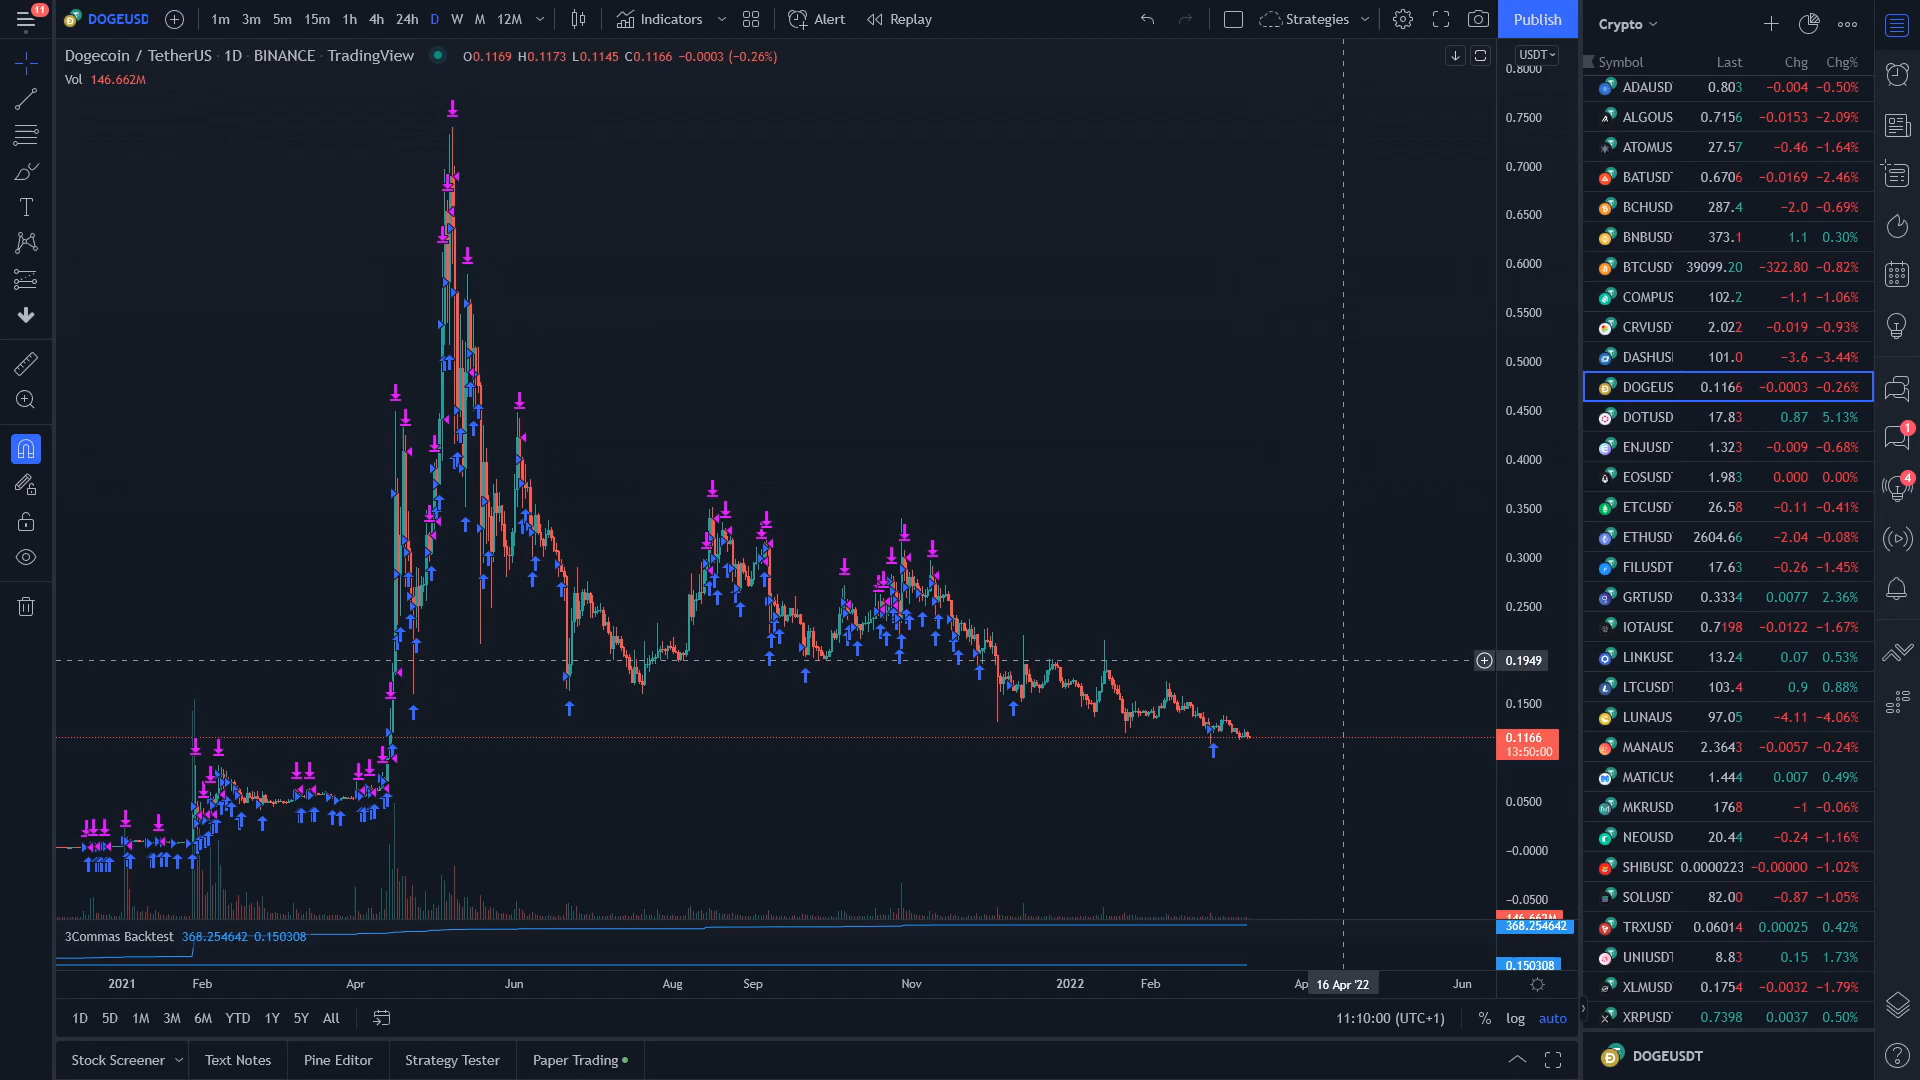 11
DOGEUSD
1m 3m 5m 15m 1h 4h 24h D W M 12M
Indicators
Alert
Replay
Strategies
Publish
Dogecoin / TetherUS · 1D · BINANCE · TradingView
O0.1169 H0.1173 L0.1145 C0.1166 −0.0003 (−0.26%)
Vol 146.662M
USDT
0.8000
0.7500
0.7000
0.6500
0.6000
0.5500
0.5000
0.4500
0.4000
0.3500
0.3000
0.2500
0.1949
0.1500
0.1166
13:50:00
0.0500
−0.0000
−0.0500
146.662M
368.254642
0.150308
3Commas Backtest 368.254642 0.150308
2021 Feb Apr Jun Aug Sep Nov 2022 Feb Ap 16 Apr '22 Jun
1D 5D 1M 3M 6M YTD 1Y 5Y All
11:10:00 (UTC+1) % log auto
Stock Screener Text Notes Pine Editor Strategy Tester Paper Trading
Crypto
Symbol Last Chg Chg%
ADAUSD 0.803 −0.004 −0.50%
ALGOUS 0.7156 −0.0153 −2.09%
ATOMUS 27.57 −0.46 −1.64%
BATUSD 0.6706 −0.0169 −2.46%
BCHUSD 287.4 −2.0 −0.69%
BNBUSD 373.1 1.1 0.30%
BTCUSD 39099.20 −322.80 −0.82%
COMPUS 102.2 −1.1 −1.06%
CRVUSD 2.022 −0.019 −0.93%
DASHUS 101.0 −3.6 −3.44%
DOGEUS 0.1166 −0.0003 −0.26%
DOTUSD 17.83 0.87 5.13%
ENJUSD 1.323 −0.009 −0.68%
EOSUSD 1.983 0.000 0.00%
ETCUSD 26.58 −0.11 −0.41%
ETHUSD 2604.66 −2.04 −0.08%
FILUSDT 17.63 −0.26 −1.45%
GRTUSD 0.3334 0.0077 2.36%
IOTAUSD 0.7198 −0.0122 −1.67%
LINKUSD 13.24 0.07 0.53%
LTCUSDT 103.4 0.9 0.88%
LUNAUS 97.05 −4.11 −4.06%
MANAUS 2.3643 −0.0057 −0.24%
MATICUS 1.444 0.007 0.49%
MKRUSD 1768 −1 −0.06%
NEOUSD 20.44 −0.24 −1.16%
SHIBUSD 0.0000223 −0.00000 −1.02%
SOLUSD 82.00 −0.87 −1.05%
TRXUSD 0.06014 0.00025 0.42%
UNIUSDT 8.83 0.15 1.73%
XLMUSD 0.1754 −0.0032 −1.79%
XRPUSD 0.7398 0.0037 0.50%
DOGEUSDT
1
4